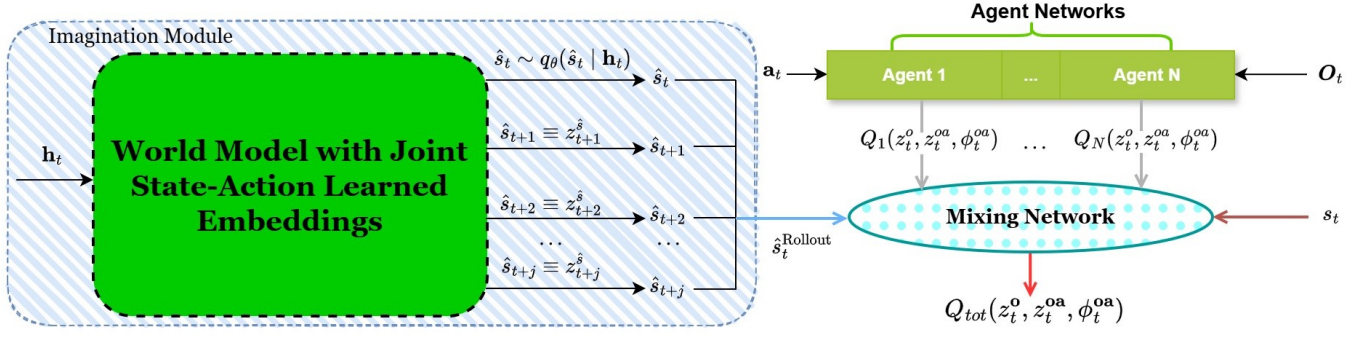 Imagination Module
h_t
World Model with Joint
State-Action Learned
Embeddings
ŝ_t ∼ q_θ(ŝ_t | h_t)
ŝ_t
ŝ_{t+1} ≡ z^ŝ_{t+1}
ŝ_{t+1}
ŝ_{t+2} ≡ z^ŝ_{t+2}
ŝ_{t+2}
... ...
ŝ_{t+j} ≡ z^ŝ_{t+j}
ŝ_{t+j}
ŝ_t^Rollout
Agent Networks
a_t
Agent 1 ... Agent N
O_t
Q_1(z_t^o, z_t^{oa}, ϕ_t^{oa}) ... Q_N(z_t^o, z_t^{oa}, ϕ_t^{oa})
Mixing Network
s_t
Q_{tot}(z_t^o, z_t^{oa}, ϕ_t^{oa})